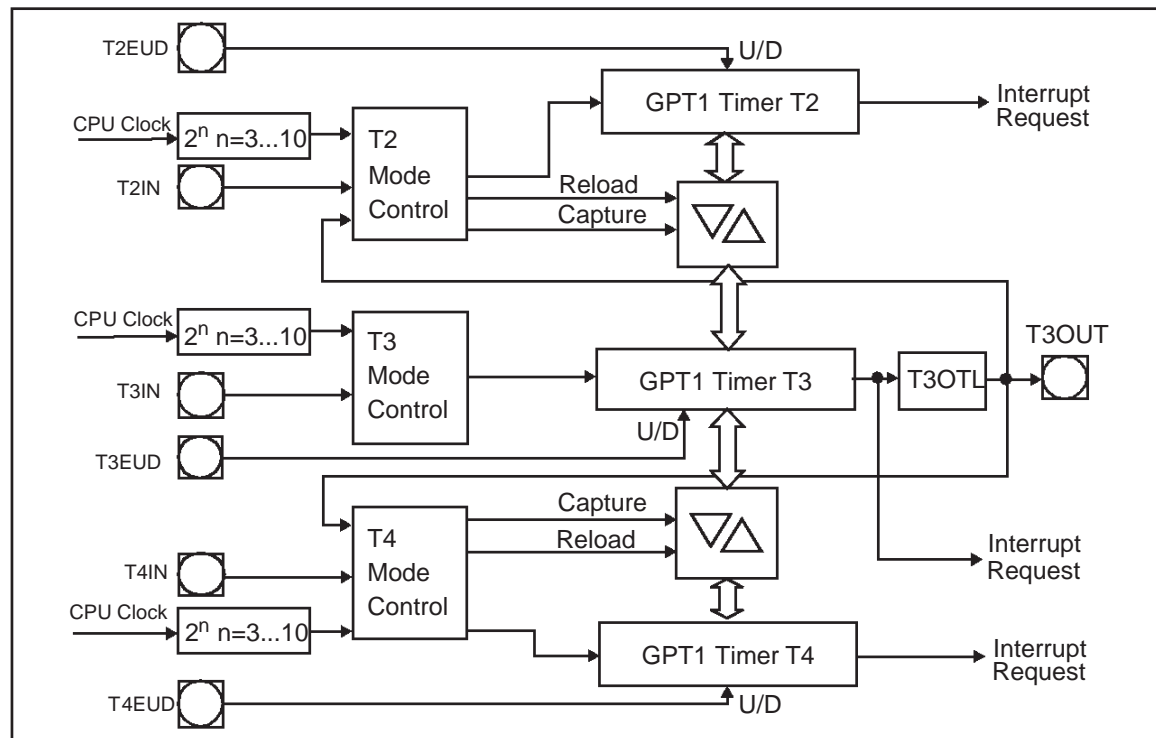 T2EUD
U/D
GPT1 Timer T2
Interrupt
Request
CPU Clock
2ⁿ n=3...10
T2
Mode
Control
T2IN
Reload
Capture
CPU Clock
2ⁿ n=3...10
T3
Mode
Control
T3OUT
T3IN
GPT1 Timer T3
T3OTL
U/D
T3EUD
Capture
T4
Mode
Control
Reload
Interrupt
Request
T4IN
CPU Clock
2ⁿ n=3...10
GPT1 Timer T4
Interrupt
Request
T4EUD
U/D